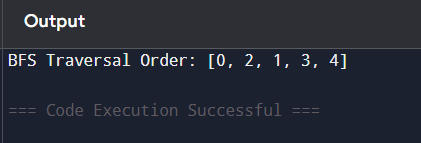 Output
BFS Traversal Order: [0, 2, 1, 3, 4]
=== Code Execution Successful ===